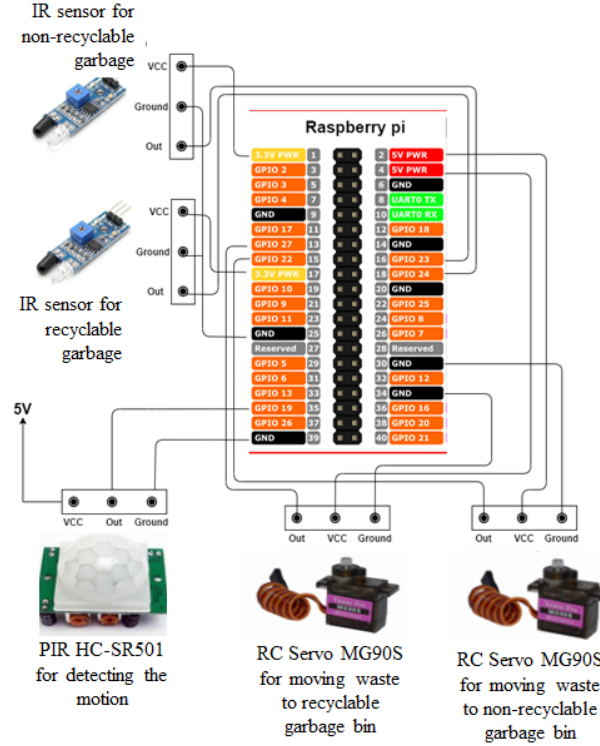 IR sensor for
non-recyclable
garbage
VCC
Ground
Out
Raspberry pi
3.3V PWR 1 2 5V PWR
GPIO 2 3 4 5V PWR
GPIO 3 5 6 GND
GPIO 4 7 8 UART0 TX
GND 9 10 UART0 RX
GPIO 17 11 12 GPIO 18
GPIO 27 13 14 GND
GPIO 22 15 16 GPIO 23
3.3V PWR 17 18 GPIO 24
GPIO 10 19 20 GND
GPIO 9 21 22 GPIO 25
GPIO 11 23 24 GPIO 8
GND 25 26 GPIO 7
Reserved 27 28 Reserved
GPIO 5 29 30 GND
GPIO 6 31 32 GPIO 12
GPIO 13 33 34 GND
GPIO 19 35 36 GPIO 16
GPIO 26 37 38 GPIO 20
GND 39 40 GPIO 21
VCC
Ground
Out
IR sensor for
recyclable
garbage
5V
VCC Out Ground
Out VCC Ground
Out VCC Ground
PIR HC-SR501
for detecting the
motion
MG90S
RC Servo MG90S
for moving waste
to recyclable
garbage bin
MG90S
RC Servo MG90S
for moving waste
to non-recyclable
garbage bin